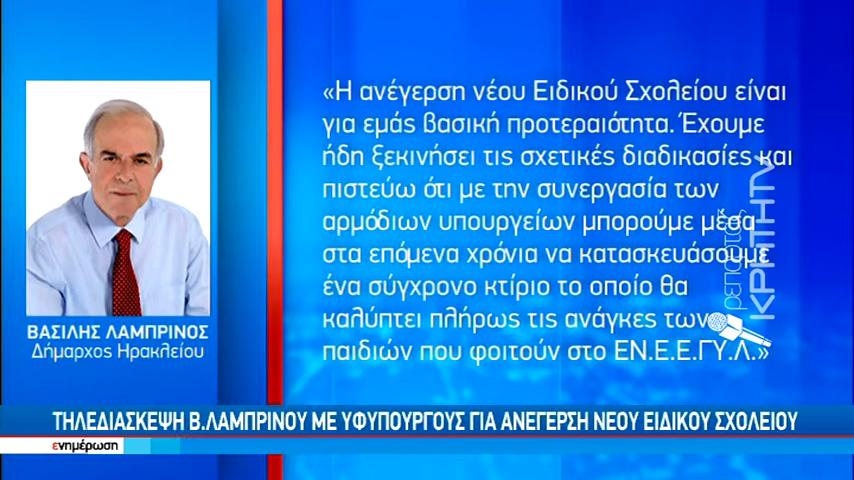 «Η ανέγερση νέου Ειδικού Σχολείου είναι
για εμάς βασική προτεραιότητα. Έχουμε
ήδη ξεκινήσει τις σχετικές διαδικασίες και
πιστεύω ότι με την συνεργασία των
αρμόδιων υπουργείων μπορούμε μέσα
στα επόμενα χρόνια να κατασκευάσουμε
ένα σύγχρονο κτίριο το οποίο θα
καλύπτει πλήρως τις ανάγκες των
παιδιών που φοιτούν στο ΕΝ.Ε.Ε.ΓΥ.Λ.»
ρεπορτάζ
ΚΡΗΤΗTV
ΒΑΣΙΛΗΣ ΛΑΜΠΡΙΝΟΣ
Δήμαρχος Ηρακλείου
ΤΗΛΕΔΙΑΣΚΕΨΗ Β.ΛΑΜΠΡΙΝΟΥ ΜΕ ΥΦΥΠΟΥΡΓΟΥΣ ΓΙΑ ΑΝΕΓΕΡΣΗ ΝΕΟΥ ΕΙΔΙΚΟΥ ΣΧΟΛΕΙΟΥ
ενημέρωση